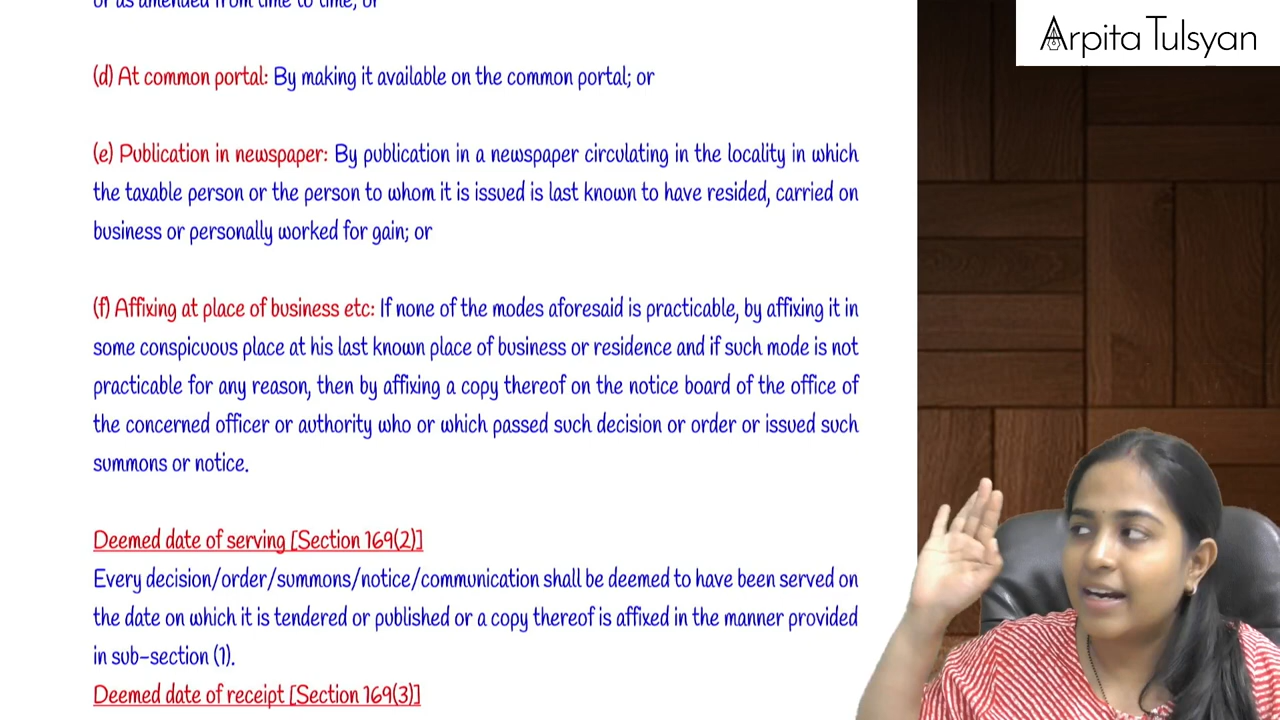 or as amended from time to time; or
Arpita Tulsyan
(d) At common portal: By making it available on the common portal; or
(e) Publication in newspaper: By publication in a newspaper circulating in the locality in which
the taxable person or the person to whom it is issued is last known to have resided, carried on
business or personally worked for gain; or
(f) Affixing at place of business etc: If none of the modes aforesaid is practicable, by affixing it in
some conspicuous place at his last known place of business or residence and if such mode is not
practicable for any reason, then by affixing a copy thereof on the notice board of the office of
the concerned officer or authority who or which passed such decision or order or issued such
summons or notice.
Deemed date of serving [Section 169(2)]
Every decision/order/summons/notice/communication shall be deemed to have been served on
the date on which it is tendered or published or a copy thereof is affixed in the manner provided
in sub-section (1).
Deemed date of receipt [Section 169(3)]